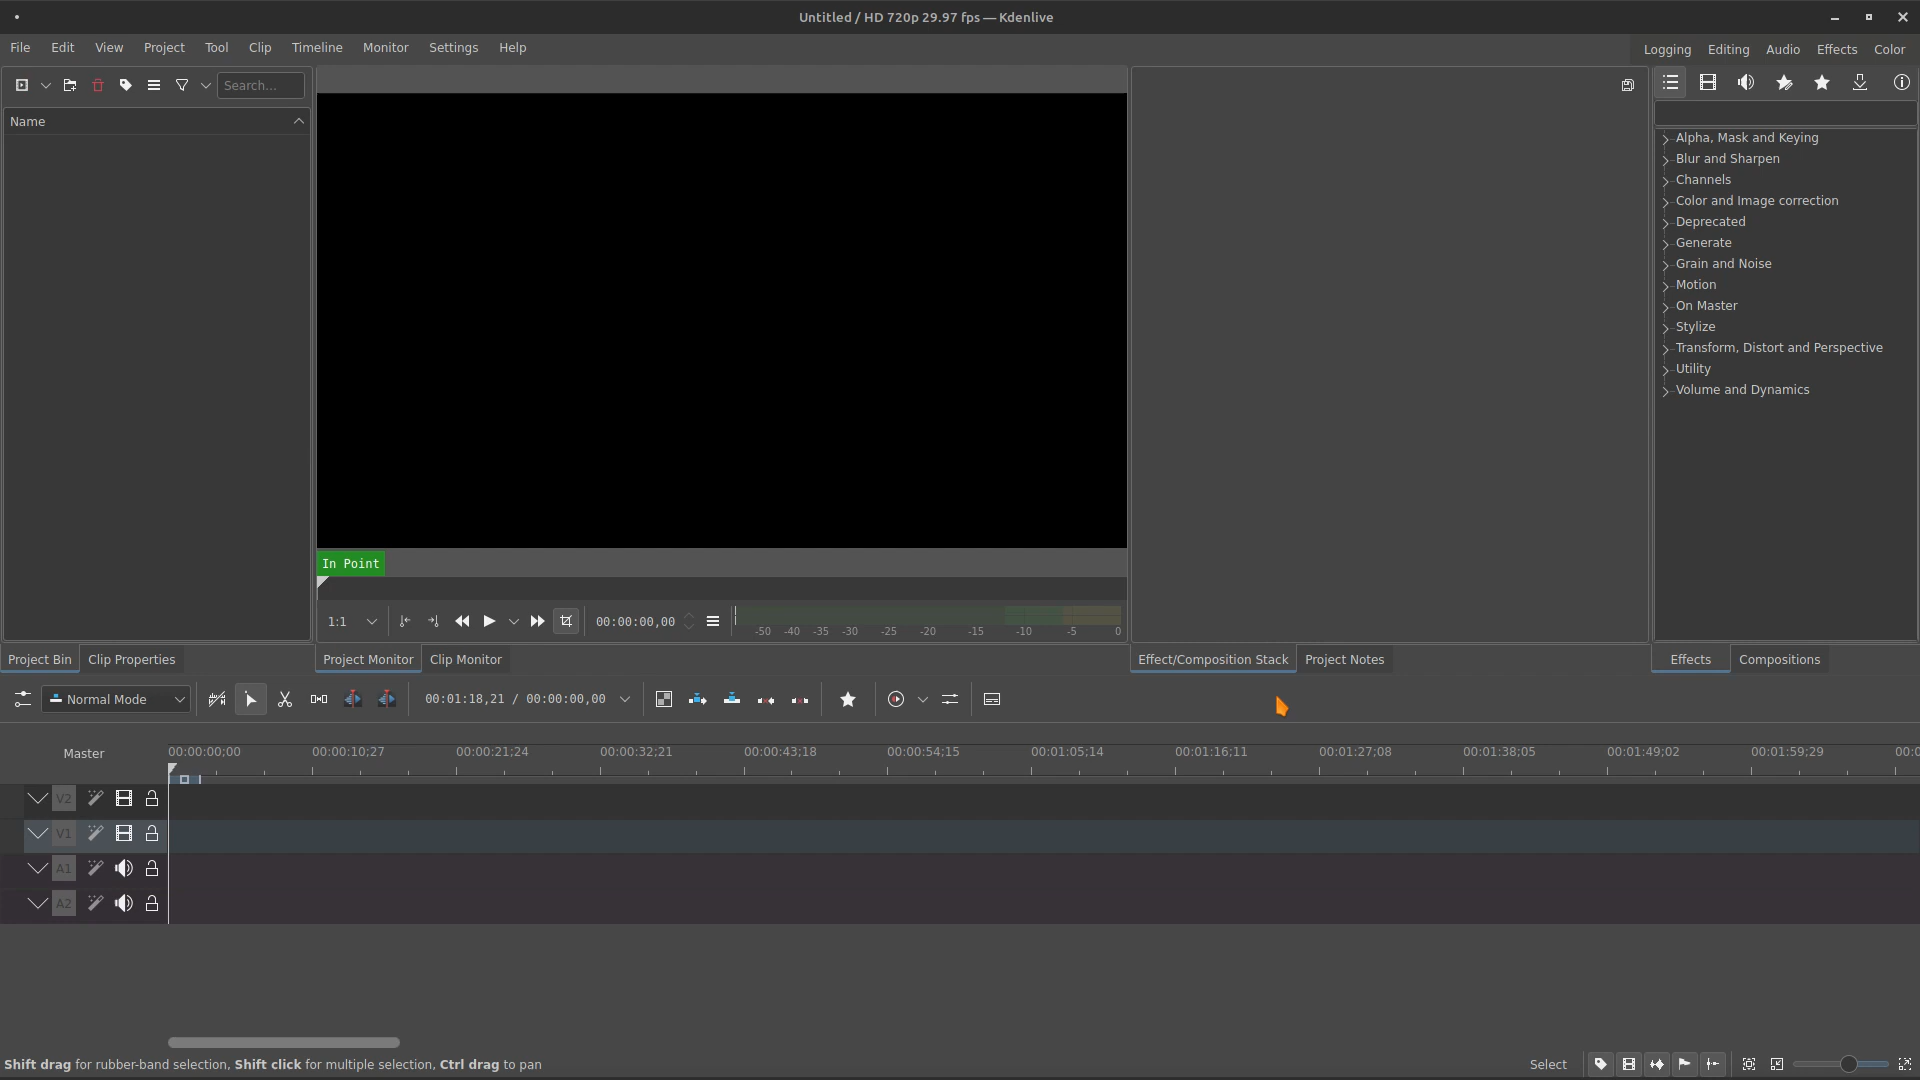 Untitled / HD 720p 29.97 fps — Kdenlive
File Edit View Project Tool Clip Timeline Monitor Settings Help
Logging Editing Audio Effects Color
Search...
Name
Alpha, Mask and Keying
Blur and Sharpen
Channels
Color and Image correction
Deprecated
Generate
Grain and Noise
Motion
On Master
Stylize
Transform, Distort and Perspective
Utility
Volume and Dynamics
In Point
1:1 00:00:00,00
-50 -40 -35 -30 -25 -20 -15 -10 -5 0
Project Bin Clip Properties Project Monitor Clip Monitor Effect/Composition Stack Project Notes Effects Compositions
Normal Mode 00:01:18,21 / 00:00:00,00
Master 00:00:00;00 00:00:10;27 00:00:21;24 00:00:32;21 00:00:43;18 00:00:54;15 00:01:05;14 00:01:16;11 00:01:27;08 00:01:38;05 00:01:49;02 00:01:59;29 00:0
V2
V1
A1
A2
Shift drag for rubber-band selection, Shift click for multiple selection, Ctrl drag to pan Select